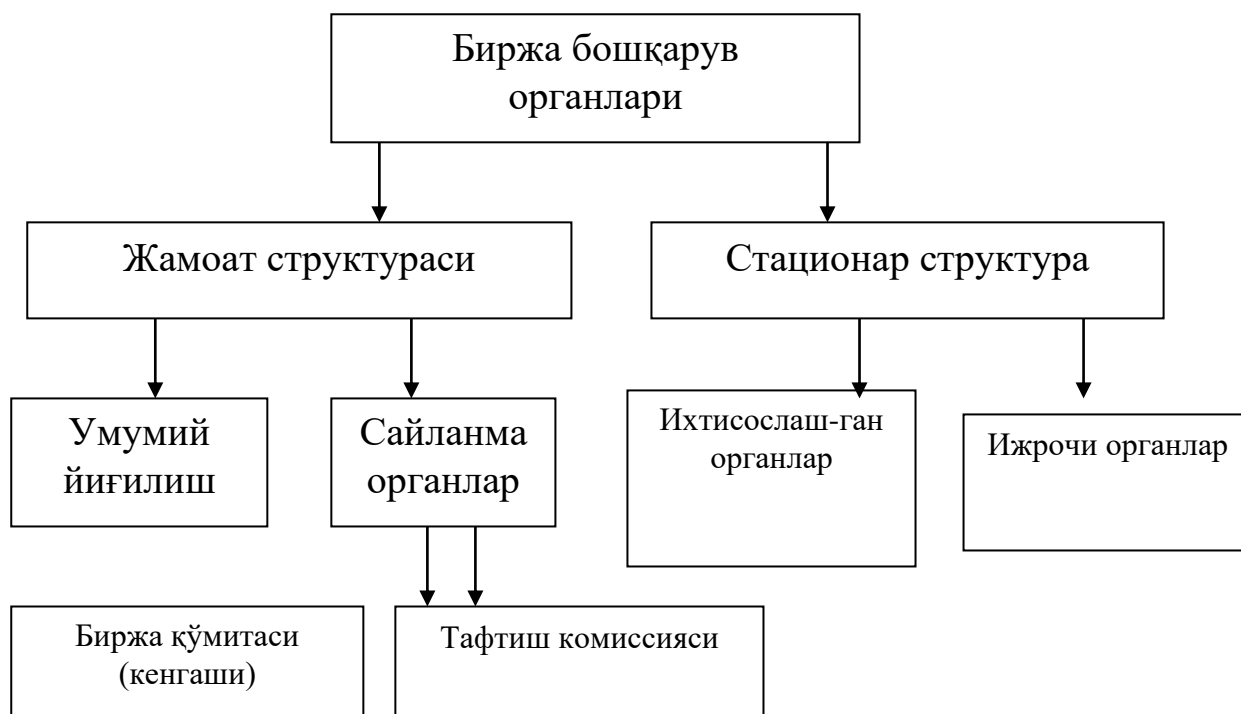 Биржа бошқарув
органлари
Жамоат структураси
Стационар структура
Умумий
йиғилиш
Сайланма
органлар
Ихтисослаш-ган
органлар
Ижрочи органлар
Биржа қўмитаси
(кенгаши)
Тафтиш комиссияси